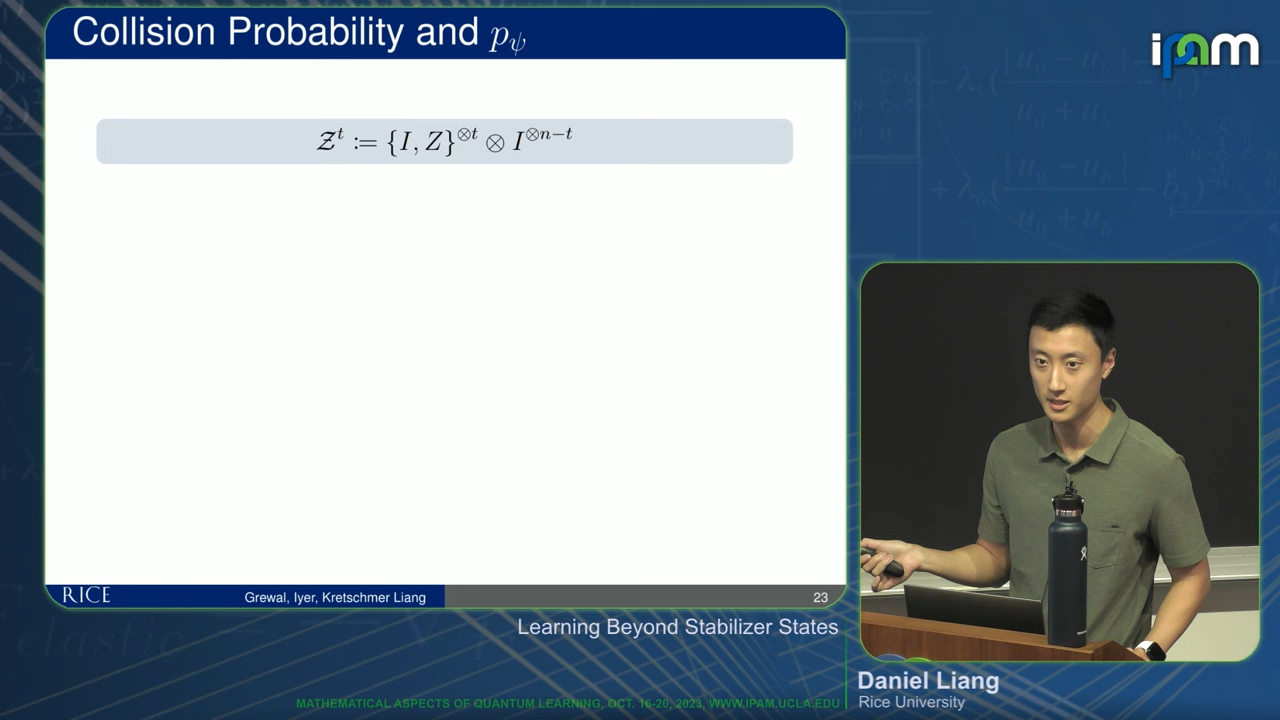 Collision Probability and p_ψ
ipam
𝒵^t := {I, Z}^{⊗t} ⊗ I^{⊗n−t}
RICE
Grewal, Iyer, Kretschmer Liang
23
Learning Beyond Stabilizer States
Daniel Liang
Rice University
MATHEMATICAL ASPECTS OF QUANTUM LEARNING, OCT. 16-20, 2023, WWW.IPAM.UCLA.EDU